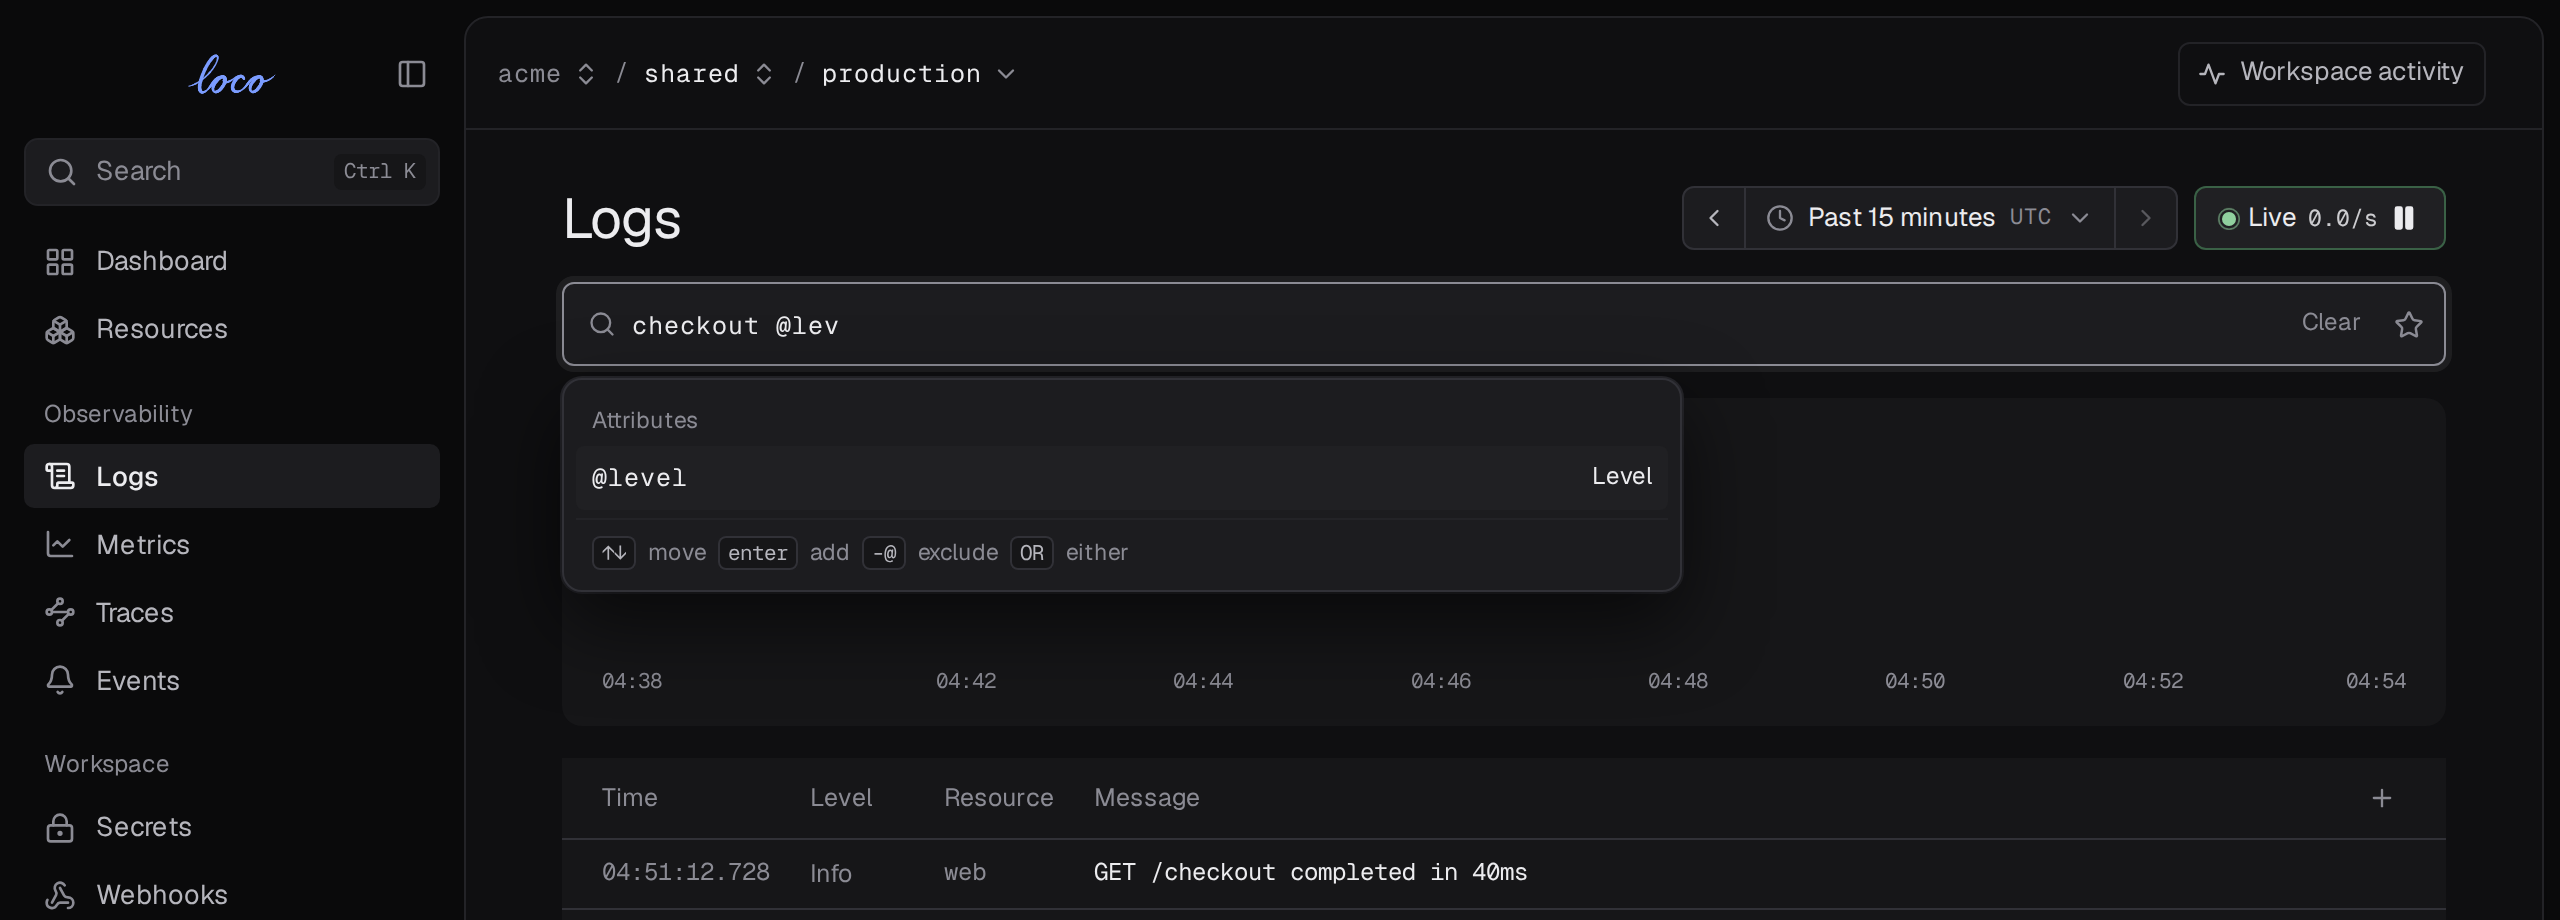 loco
acme / shared / production
Workspace activity
Search Ctrl K
Dashboard
Resources
Observability
Logs
Metrics
Traces
Events
Workspace
Secrets
Webhooks
Logs
Past 15 minutes UTC
Live 0.0/s
checkout @lev
Clear
Attributes
@level Level
↑↓ move enter add -@ exclude OR either
04:38 04:42 04:44 04:46 04:48 04:50 04:52 04:54
Time Level Resource Message
04:51:12.728 Info web GET /checkout completed in 40ms